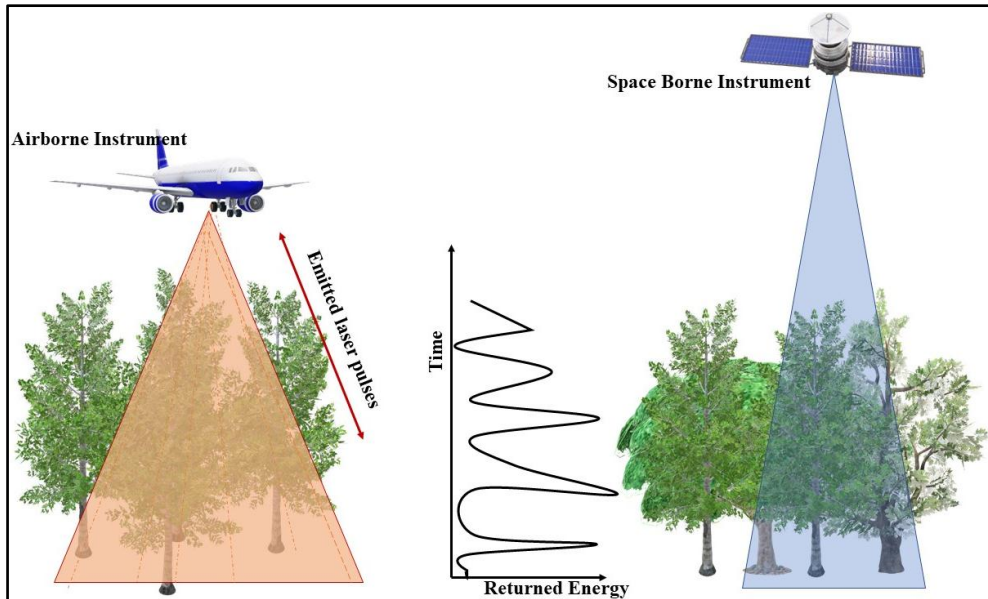 Space Borne Instrument
Airborne Instrument
Emitted laser pulses
Time
Returned Energy